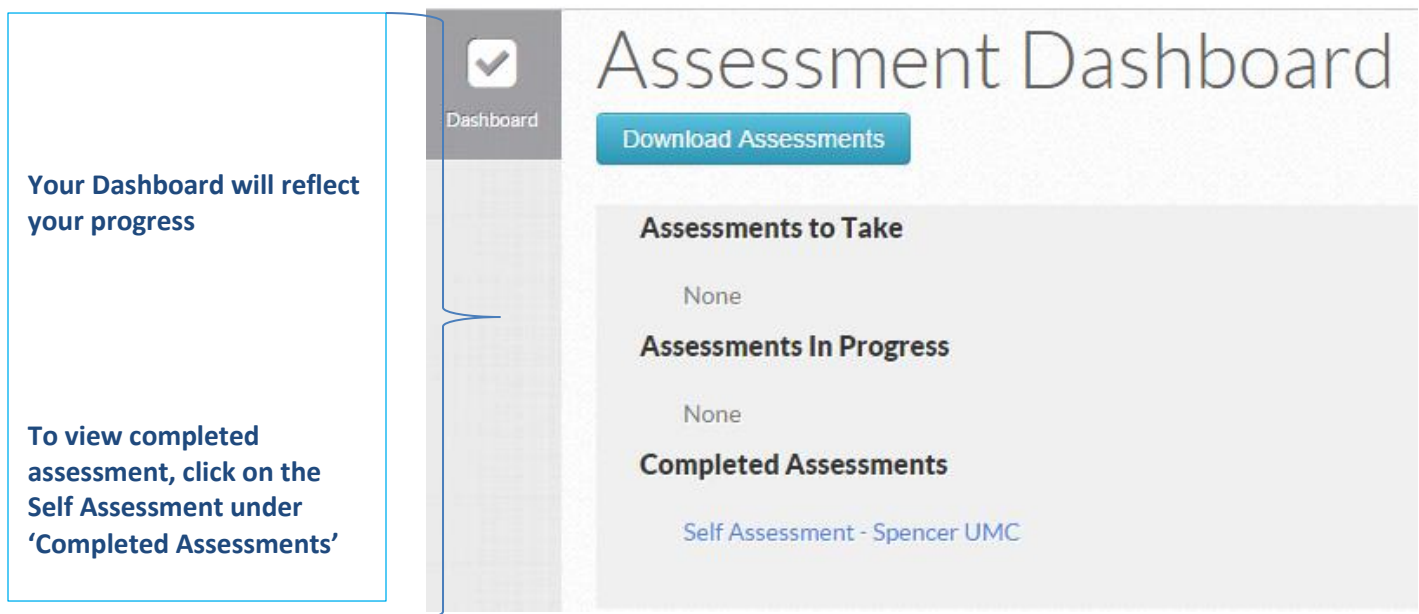 Your Dashboard will reflect
your progress
To view completed
assessment, click on the
Self Assessment under
‘Completed Assessments’
Dashboard
Assessment Dashboard
Download Assessments
Assessments to Take
None
Assessments In Progress
None
Completed Assessments
Self Assessment - Spencer UMC